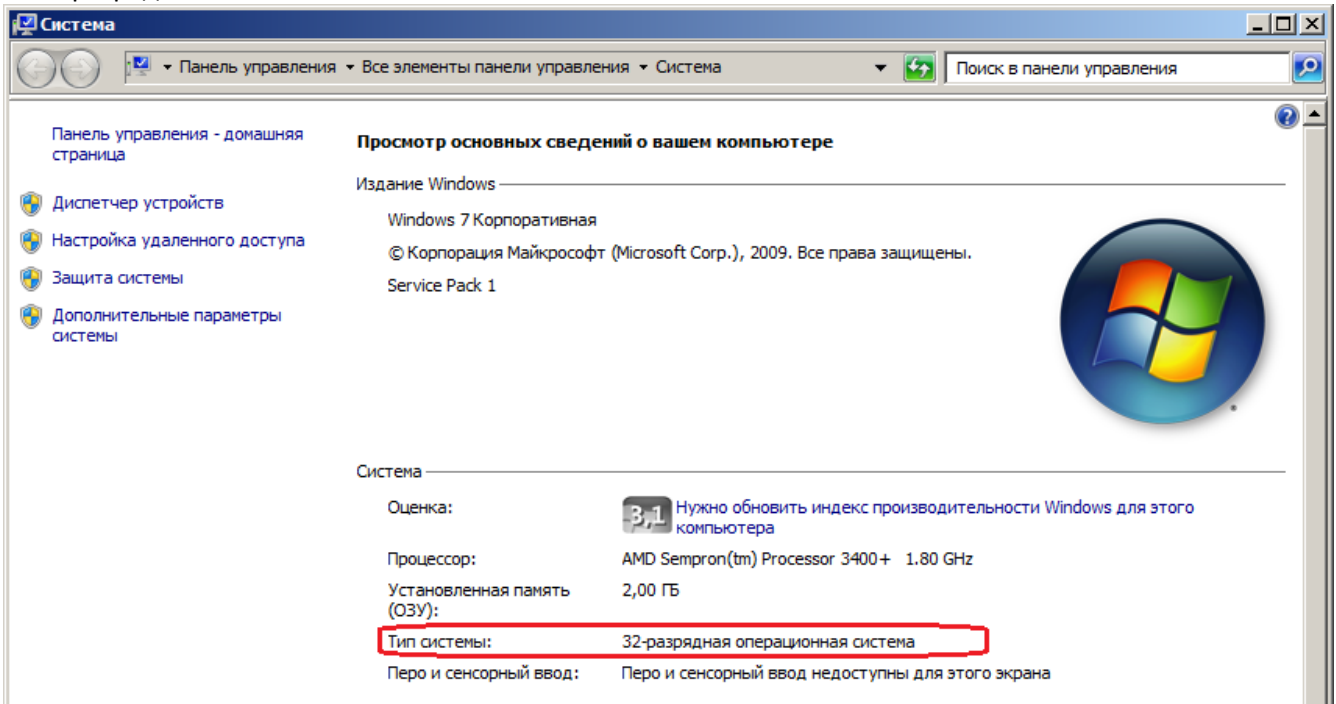 Система
Панель управления ▾ Все элементы панели управления ▾ Система
Поиск в панели управления
Панель управления - домашняя
страница
Диспетчер устройств
Настройка удаленного доступа
Защита системы
Дополнительные параметры
системы
Просмотр основных сведений о вашем компьютере
Издание Windows
Windows 7 Корпоративная
© Корпорация Майкрософт (Microsoft Corp.), 2009. Все права защищены.
Service Pack 1
Система
Оценка:
3,1 Нужно обновить индекс производительности Windows для этого
компьютера
Процессор:
AMD Sempron(tm) Processor 3400+ 1.80 GHz
Установленная память
(ОЗУ):
2,00 ГБ
Тип системы:
32-разрядная операционная система
Перо и сенсорный ввод:
Перо и сенсорный ввод недоступны для этого экрана